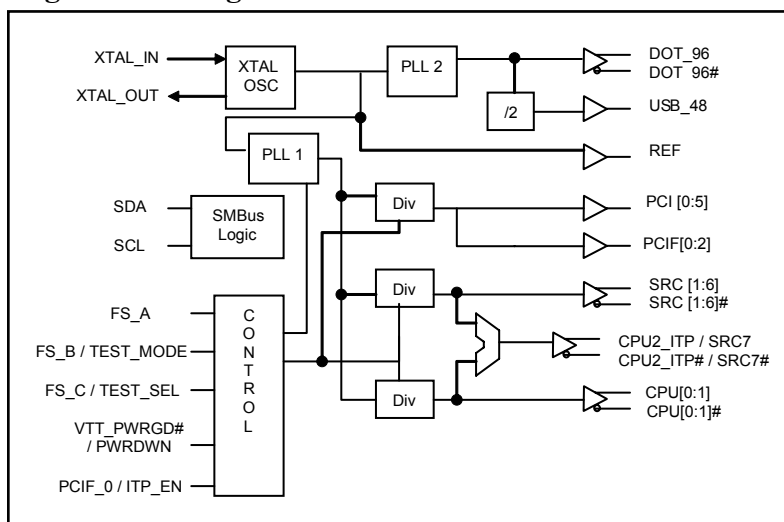 XTAL_IN
XTAL_OUT
XTAL
OSC
PLL 2
/2
DOT_96
DOT_96#
USB_48
REF
PLL 1
SDA
SCL
SMBus
Logic
Div
PCI [0:5]
PCIF[0:2]
Div
SRC [1:6]
SRC [1:6]#
CPU2_ITP / SRC7
CPU2_ITP# / SRC7#
Div
CPU[0:1]
CPU[0:1]#
FS_A
FS_B / TEST_MODE
FS_C / TEST_SEL
VTT_PWRGD#
/ PWRDWN
PCIF_0 / ITP_EN
C
O
N
T
R
O
L